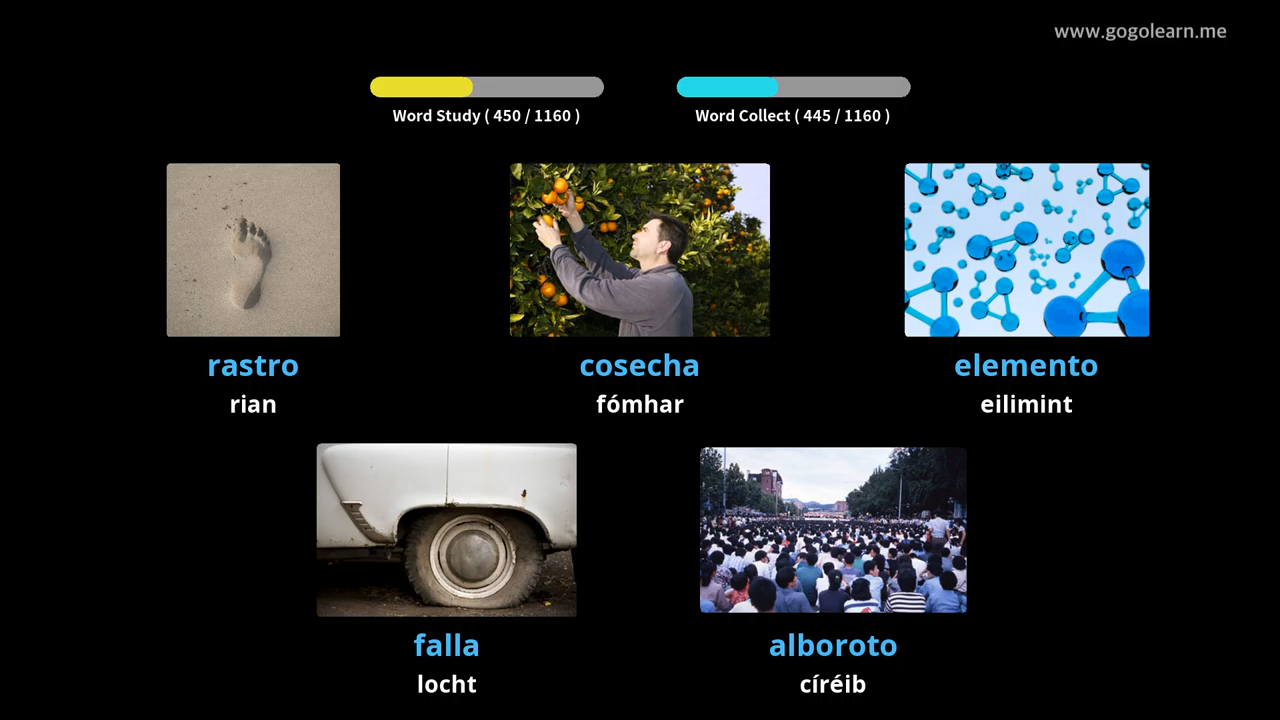 www.gogolearn.me
Word Study ( 450 / 1160 )
Word Collect ( 445 / 1160 )
rastro
rian
cosecha
fómhar
elemento
eilimint
falla
locht
alboroto
círéib